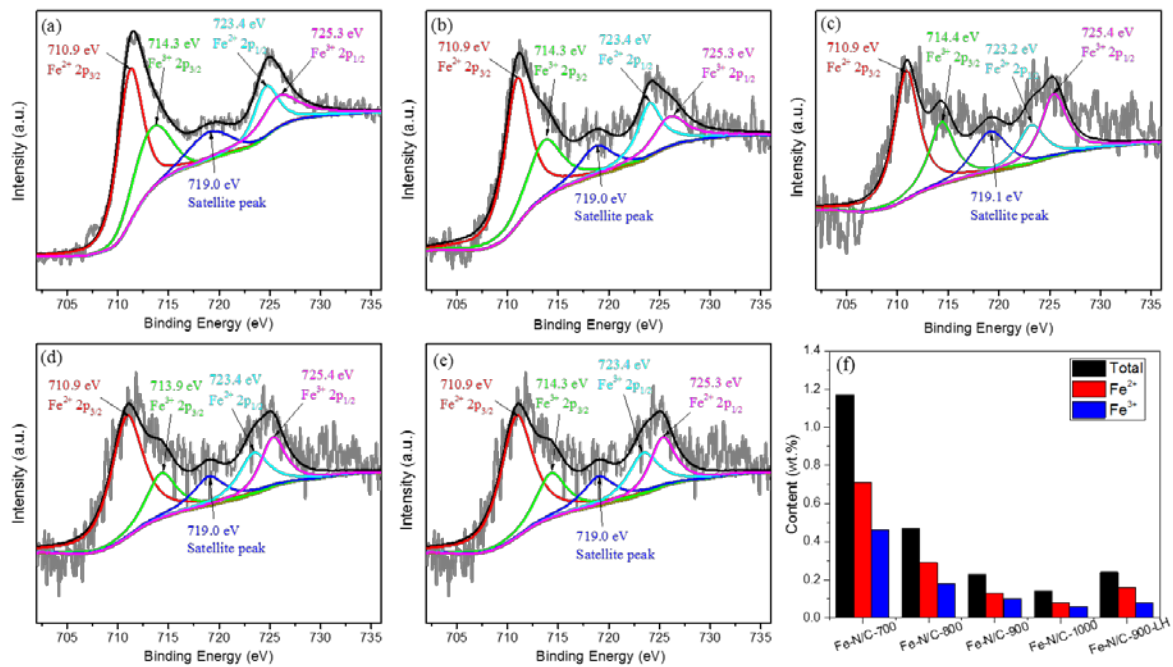 (a)
710.9 eV
Fe²⁺ 2p3/2
714.3 eV
Fe³⁺ 2p3/2
723.4 eV
Fe²⁺ 2p1/2
725.3 eV
Fe³⁺ 2p1/2
719.0 eV
Satellite peak
Intensity (a.u.)
705 710 715 720 725 730 735
Binding Energy (eV)
(b)
710.9 eV
Fe²⁺ 2p3/2
714.3 eV
Fe³⁺ 2p3/2
723.4 eV
Fe²⁺ 2p1/2
725.3 eV
Fe³⁺ 2p1/2
719.0 eV
Satellite peak
Intensity (a.u.)
705 710 715 720 725 730 735
Binding Energy (eV)
(c)
710.9 eV
Fe²⁺ 2p3/2
714.4 eV
Fe³⁺ 2p3/2
723.2 eV
Fe²⁺ 2p1/2
725.4 eV
Fe³⁺ 2p1/2
719.1 eV
Satellite peak
Intensity (a.u.)
705 710 715 720 725 730 735
Binding Energy (eV)
(d)
710.9 eV
Fe²⁺ 2p3/2
713.9 eV
Fe³⁺ 2p3/2
723.4 eV
Fe²⁺ 2p1/2
725.4 eV
Fe³⁺ 2p1/2
719.0 eV
Satellite peak
Intensity (a.u.)
705 710 715 720 725 730 735
Binding Energy (eV)
(e)
710.9 eV
Fe²⁺ 2p3/2
714.3 eV
Fe³⁺ 2p3/2
723.4 eV
2p1/2
725.3 eV
Fe³⁺ 2p1/2
719.0 eV
Satellite peak
Intensity (a.u.)
705 710 715 720 725 730 735
Binding Energy (eV)
(f)
Total
Fe²⁺
Fe³⁺
Content (wt.%)
1.4
1.2
1.0
0.8
0.6
0.4
0.2
0.0
Fe-N/C-700 Fe-N/C-800 Fe-N/C-900 Fe-N/C-1000 Fe-N/C-900-LH